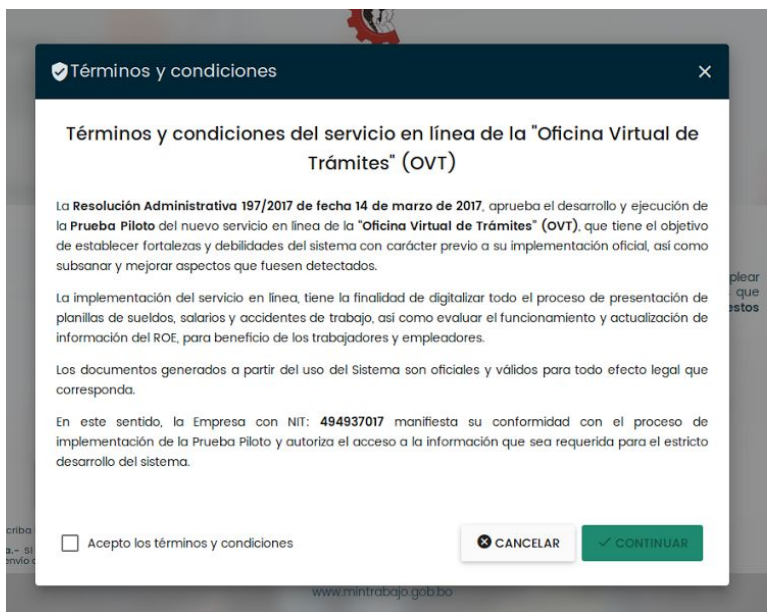 Términos y condiciones
Términos y condiciones del servicio en línea de la "Oficina Virtual de
Trámites" (OVT)
La Resolución Administrativa 197/2017 de fecha 14 de marzo de 2017, aprueba el desarrollo y ejecución de
la Prueba Piloto del nuevo servicio en línea de la "Oficina Virtual de Trámites" (OVT), que tiene el objetivo
de establecer fortalezas y debilidades del sistema con carácter previo a su implementación oficial, así como
subsanar y mejorar aspectos que fuesen detectados.
La implementación del servicio en línea, tiene la finalidad de digitalizar todo el proceso de presentación de
planillas de sueldos, salarios y accidentes de trabajo, así como evaluar el funcionamiento y actualización de
información del ROE, para beneficio de los trabajadores y empleadores.
Los documentos generados a partir del uso del Sistema son oficiales y válidos para todo efecto legal que
corresponda.
En este sentido, la Empresa con NIT: 494937017 manifiesta su conformidad con el proceso de
implementación de la Prueba Piloto y autoriza el acceso a la información que sea requerida para el estricto
desarrollo del sistema.
Acepto los términos y condiciones
CANCELAR
CONTINUAR
plear
que
estos
criba
a.- Si
envío
www.mintrabajo.gob.bo